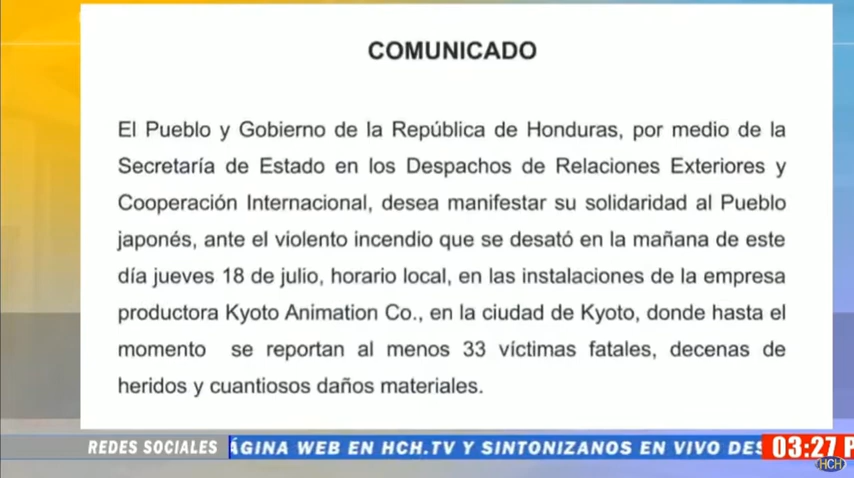 COMUNICADO
El Pueblo y Gobierno de la República de Honduras, por medio de la
Secretaría de Estado en los Despachos de Relaciones Exteriores y
Cooperación Internacional, desea manifestar su solidaridad al Pueblo
japonés, ante el violento incendio que se desató en la mañana de este
día jueves 18 de julio, horario local, en las instalaciones de la empresa
productora Kyoto Animation Co., en la ciudad de Kyoto, donde hasta el
momento se reportan al menos 33 víctimas fatales, decenas de
heridos y cuantiosos daños materiales.
REDES SOCIALES ÁGINA WEB EN HCH.TV Y SINTONIZANOS EN VIVO DES 03:27 P
HCH